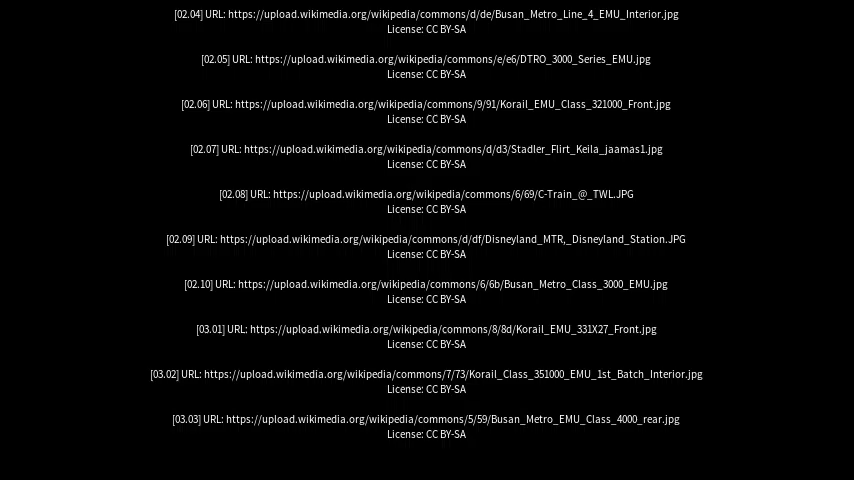 [02.04] URL: https://upload.wikimedia.org/wikipedia/commons/d/de/Busan_Metro_Line_4_EMU_Interior.jpg
License: CC BY-SA
[02.05] URL: https://upload.wikimedia.org/wikipedia/commons/e/e6/DTRO_3000_Series_EMU.jpg
License: CC BY-SA
[02.06] URL: https://upload.wikimedia.org/wikipedia/commons/9/91/Korail_EMU_Class_321000_Front.jpg
License: CC BY-SA
[02.07] URL: https://upload.wikimedia.org/wikipedia/commons/d/d3/Stadler_Flirt_Keila_jaamas1.jpg
License: CC BY-SA
[02.08] URL: https://upload.wikimedia.org/wikipedia/commons/6/69/C-Train_@_TWL.JPG
License: CC BY-SA
[02.09] URL: https://upload.wikimedia.org/wikipedia/commons/d/df/Disneyland_MTR,_Disneyland_Station.JPG
License: CC BY-SA
[02.10] URL: https://upload.wikimedia.org/wikipedia/commons/6/6b/Busan_Metro_Class_3000_EMU.jpg
License: CC BY-SA
[03.01] URL: https://upload.wikimedia.org/wikipedia/commons/8/8d/Korail_EMU_331X27_Front.jpg
License: CC BY-SA
[03.02] URL: https://upload.wikimedia.org/wikipedia/commons/7/73/Korail_Class_351000_EMU_1st_Batch_Interior.jpg
License: CC BY-SA
[03.03] URL: https://upload.wikimedia.org/wikipedia/commons/5/59/Busan_Metro_EMU_Class_4000_rear.jpg
License: CC BY-SA